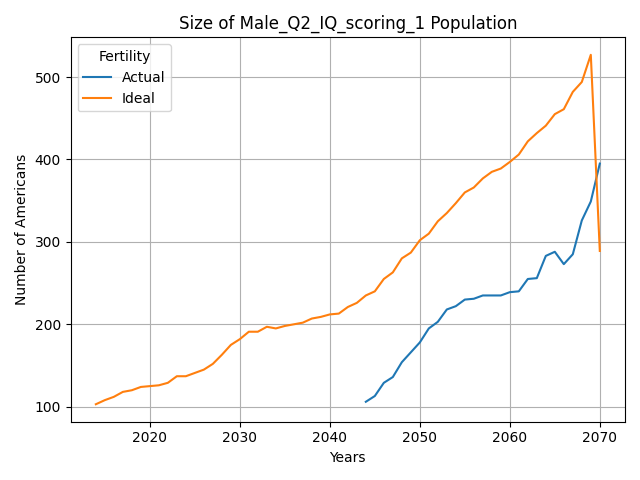 Size of Male_Q2_IQ_scoring_1 Population
Fertility
Actual
Ideal
Number of Americans
500
400
300
200
100
2020 2030 2040 2050 2060 2070
Years